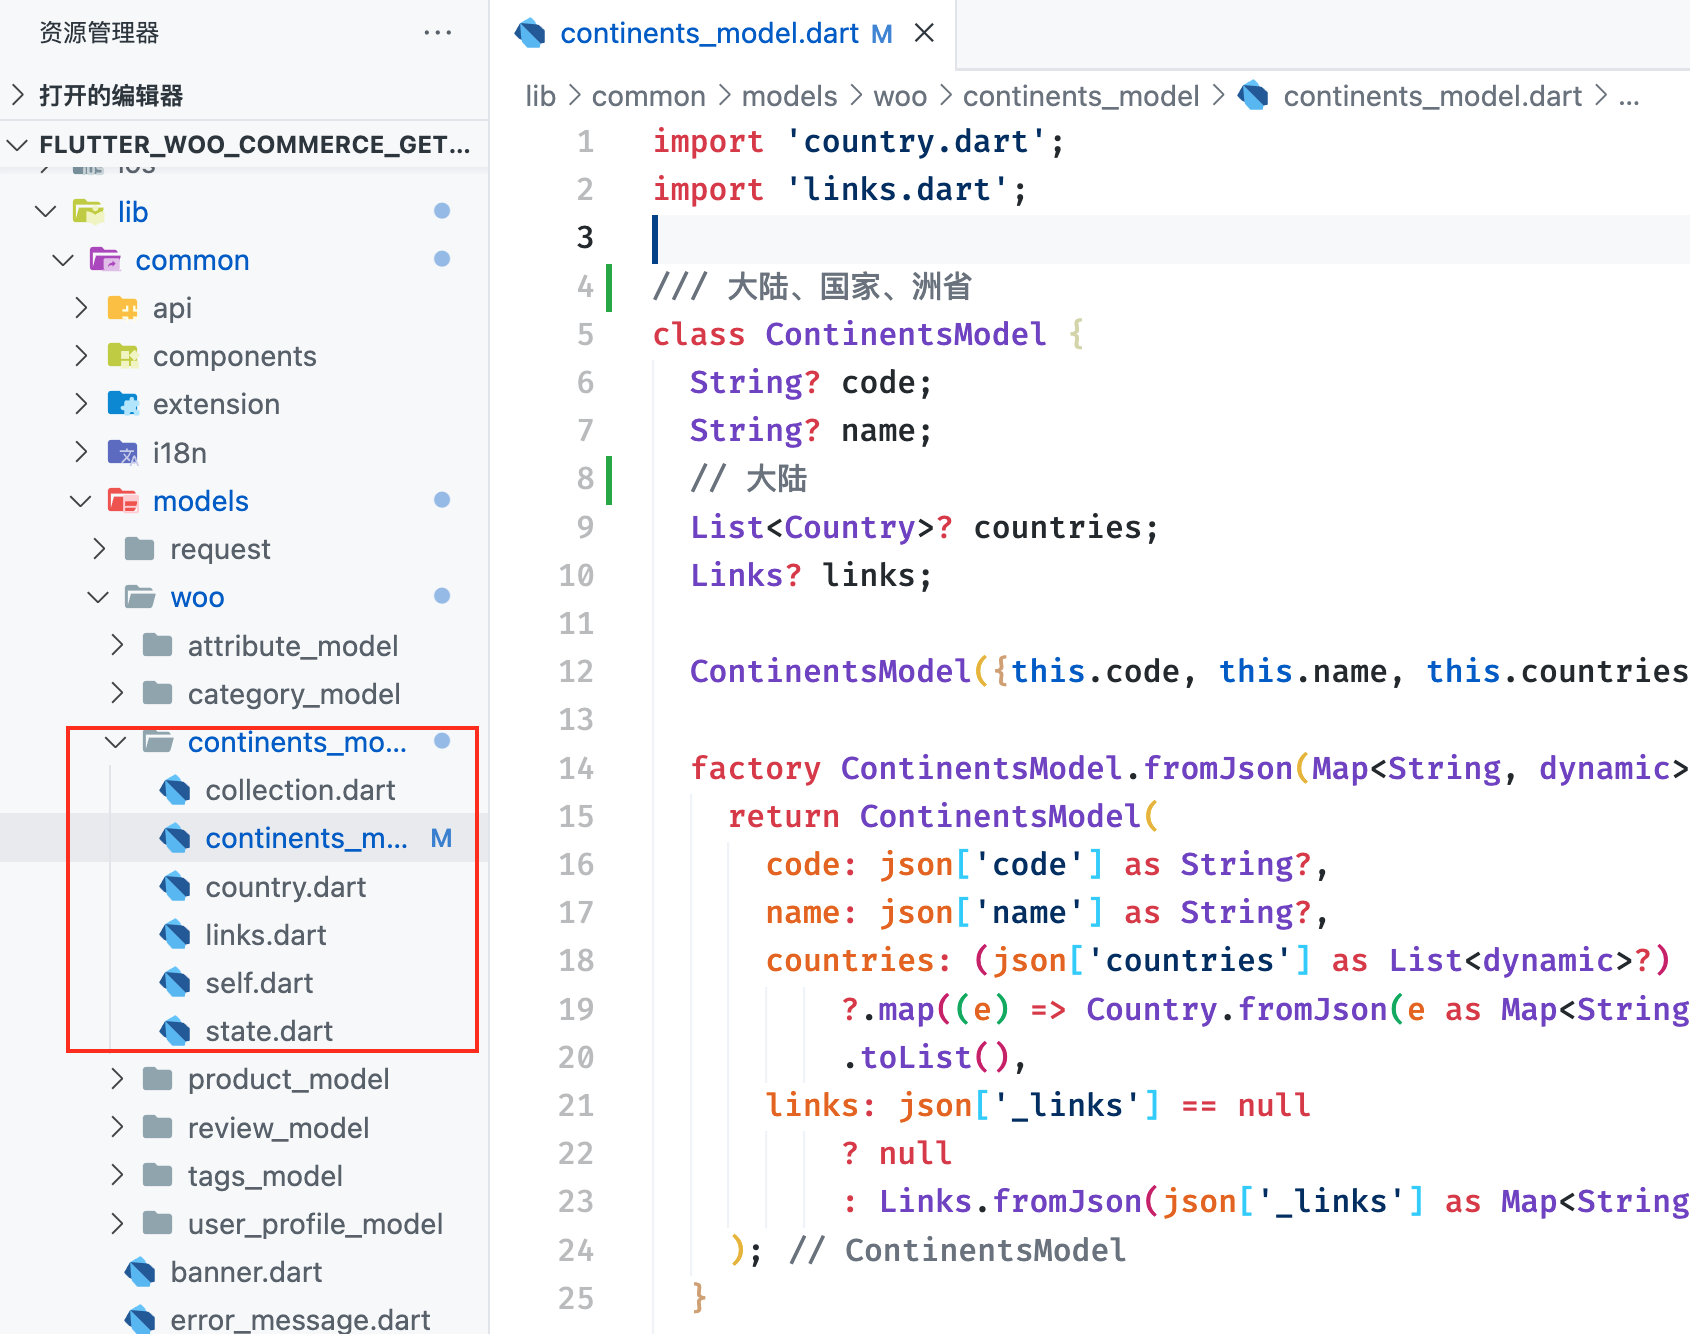 资源管理器
打开的编辑器
FLUTTER_WOO_COMMERCE_GET...
ios
lib
common
api
components
extension
i18n
models
request
woo
attribute_model
category_model
continents_mo...
collection.dart
continents_m... M
country.dart
links.dart
self.dart
state.dart
product_model
review_model
tags_model
user_profile_model
banner.dart
error_message.dart
continents_model.dart M
lib > common > models > woo > continents_model > continents_model.dart > ...
1 import 'country.dart';
2 import 'links.dart';
3
4 /// 大陆、国家、洲省
5 class ContinentsModel {
6 String? code;
7 String? name;
8 // 大陆
9 List<Country>? countries;
10 Links? links;
11
12 ContinentsModel({this.code, this.name, this.countries
13
14 factory ContinentsModel.fromJson(Map<String, dynamic>
15 return ContinentsModel(
16 code: json['code'] as String?,
17 name: json['name'] as String?,
18 countries: (json['countries'] as List<dynamic>?)
19 ?.map((e) => Country.fromJson(e as Map<String
20 .toList(),
21 links: json['_links'] == null
22 ? null
23 : Links.fromJson(json['_links'] as Map<String
24 ); // ContinentsModel
25 }